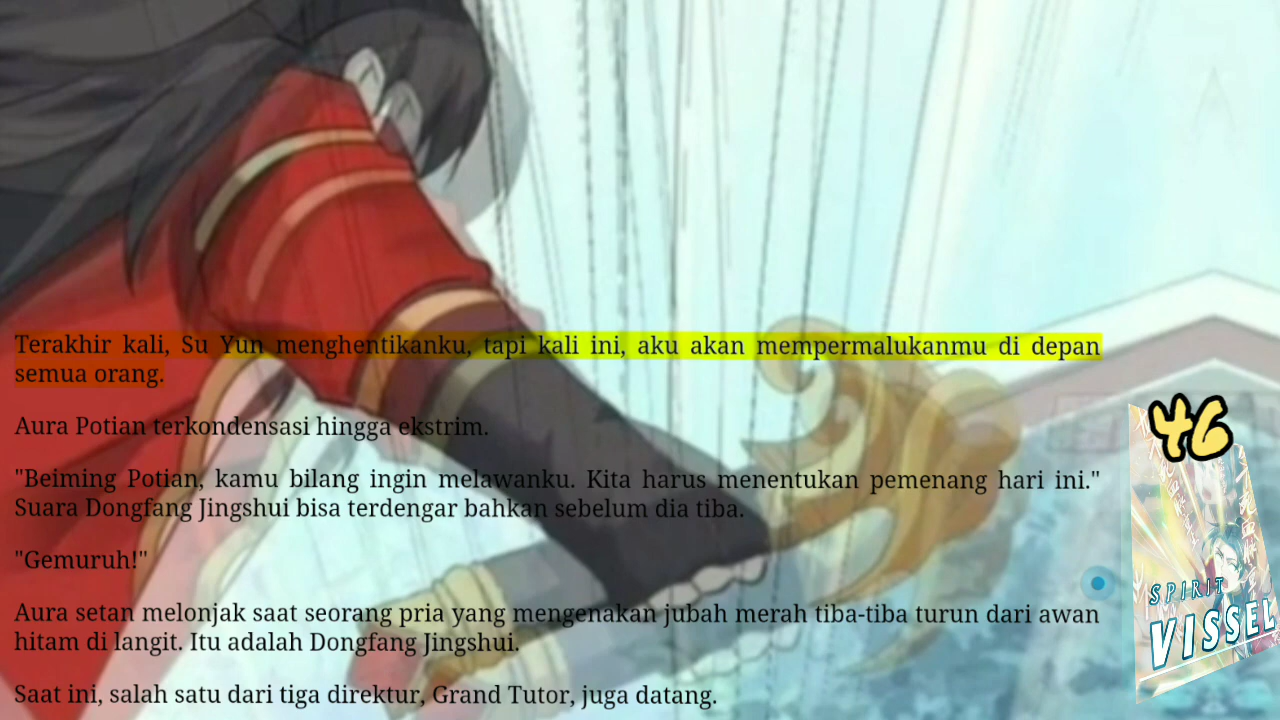 Terakhir kali, Su Yun menghentikanku, tapi kali ini, aku akan mempermalukanmu di depan
semua orang.
Aura Potian terkondensasi hingga ekstrim.
"Beiming Potian, kamu bilang ingin melawanku. Kita harus menentukan pemenang hari ini."
Suara Dongfang Jingshui bisa terdengar bahkan sebelum dia tiba.
"Gemuruh!"
Aura setan melonjak saat seorang pria yang mengenakan jubah merah tiba-tiba turun dari awan
hitam di langit. Itu adalah Dongfang Jingshui.
Saat ini, salah satu dari tiga direktur, Grand Tutor, juga datang.
46
SPIRIT
VISSEL